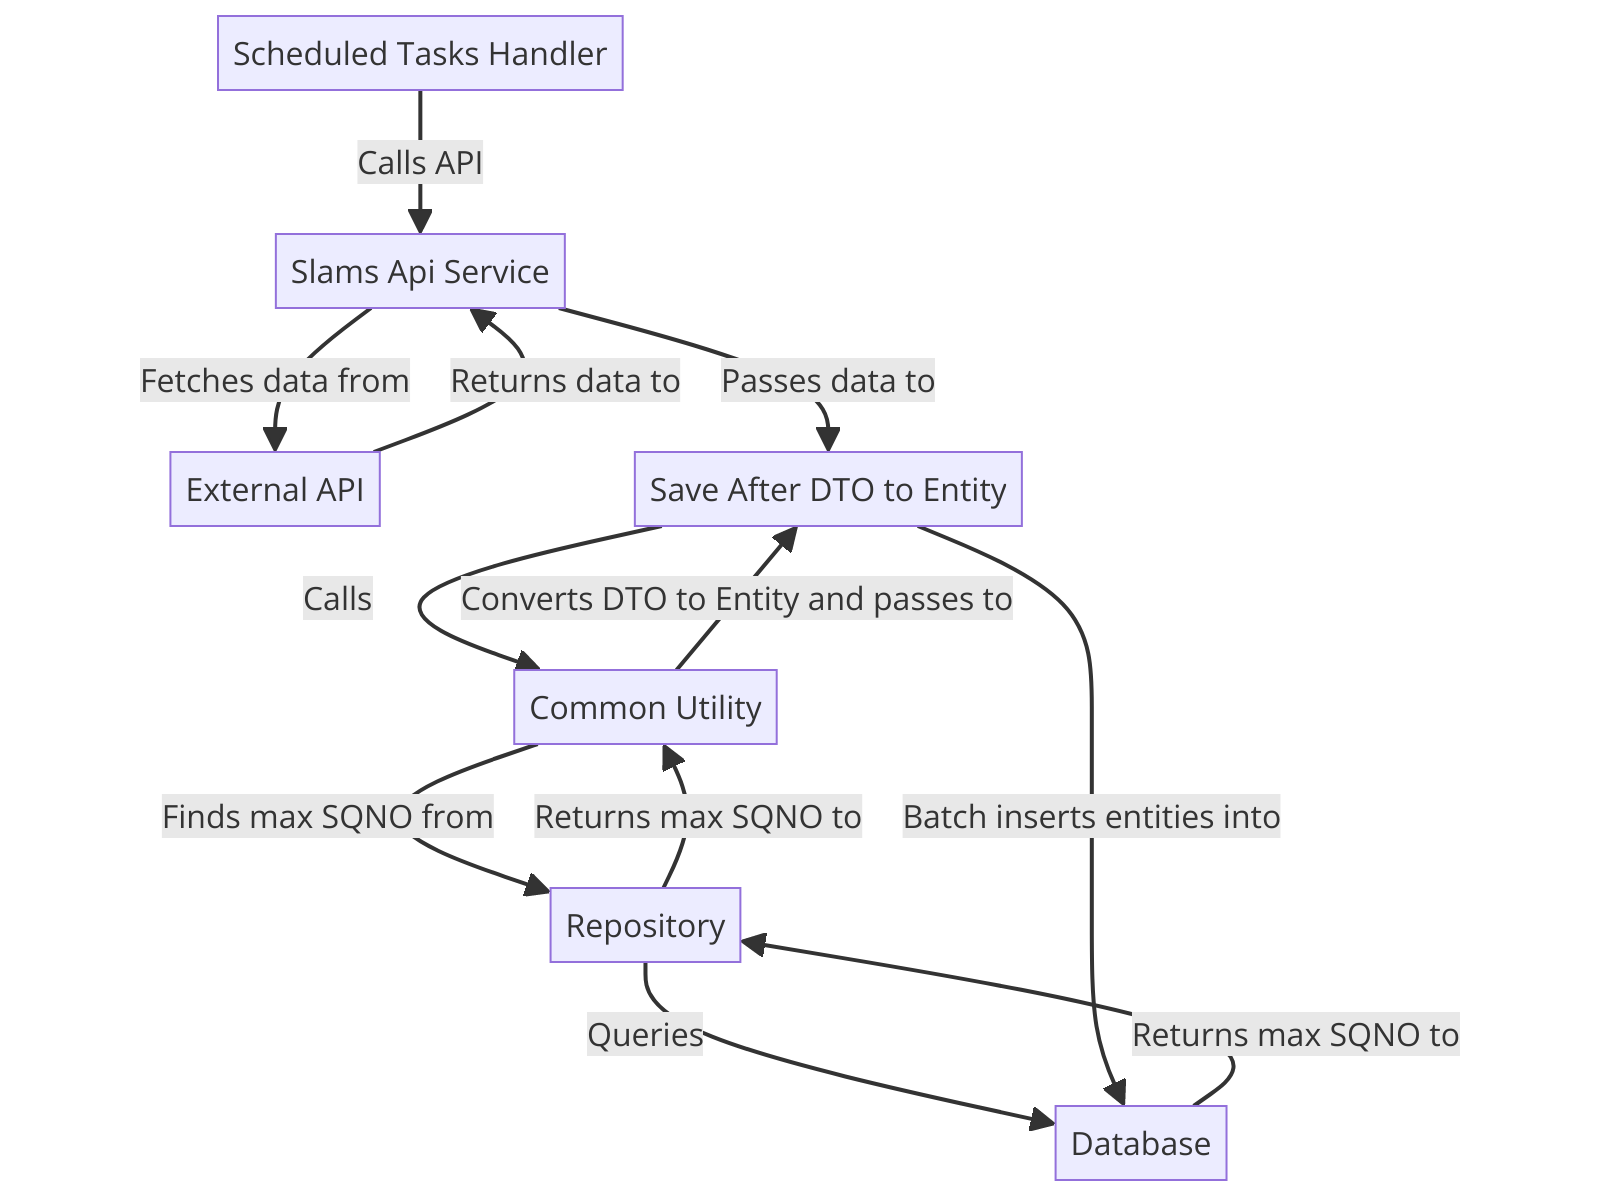 Scheduled Tasks Handler
Calls API
Slams Api Service
Fetches data from
Returns data to
Passes data to
External API
Save After DTO to Entity
Calls
Converts DTO to Entity and passes to
Common Utility
Finds max SQNO from
Returns max SQNO to
Batch inserts entities into
Repository
Queries
Returns max SQNO to
Database